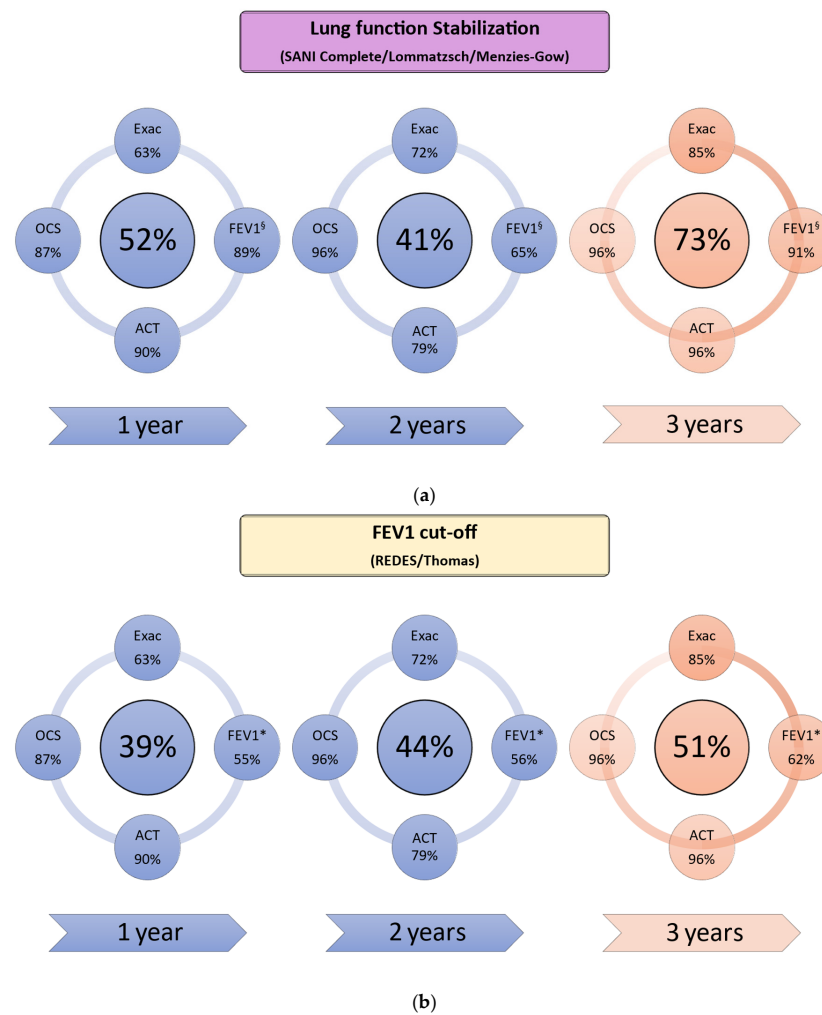 Lung function Stabilization
(SANI Complete/Lommatzsch/Menzies-Gow)
Exac
63%
OCS
87%
52%
FEV1§
89%
ACT
90%
1 year
Exac
72%
OCS
96%
41%
FEV1§
65%
ACT
79%
2 years
Exac
85%
OCS
96%
73%
FEV1§
91%
ACT
96%
3 years
(a)
FEV1 cut-off
(REDES/Thomas)
Exac
63%
OCS
87%
39%
FEV1*
55%
ACT
90%
1 year
Exac
72%
OCS
96%
44%
FEV1*
56%
ACT
79%
2 years
Exac
85%
OCS
96%
51%
FEV1*
62%
ACT
96%
3 years
(b)